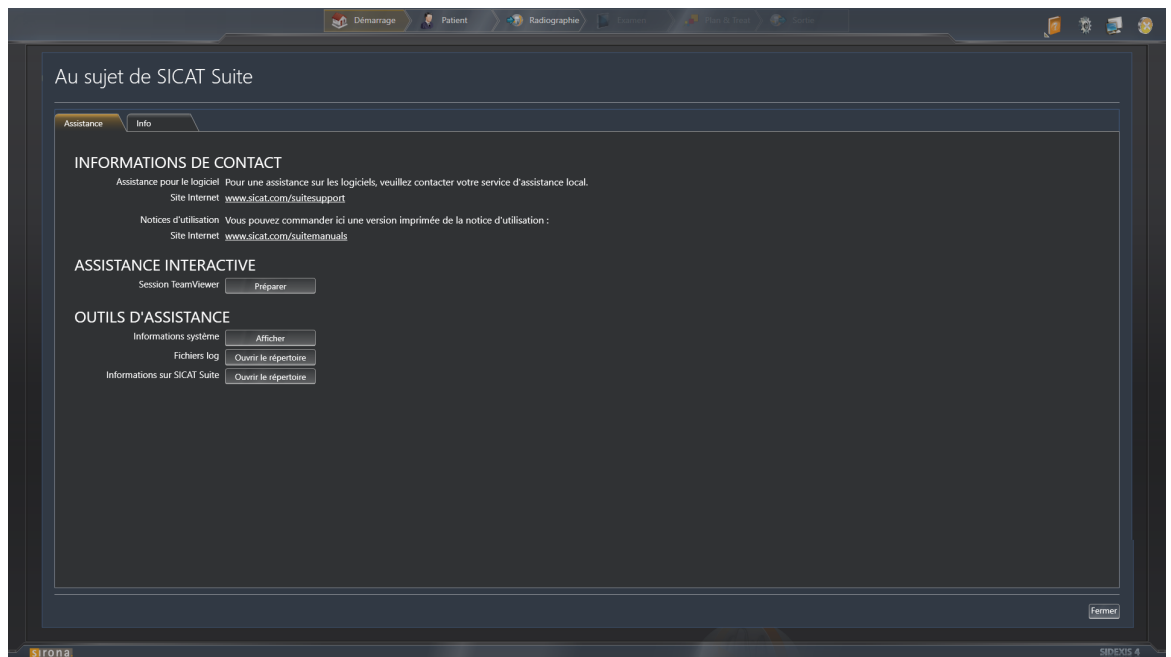 Démarrage Patient Radiographie Examen Plan & Treat Sortie
Au sujet de SICAT Suite
Assistance Info
INFORMATIONS DE CONTACT
Assistance pour le logiciel Pour une assistance sur les logiciels, veuillez contacter votre service d'assistance local.
Site Internet www.sicat.com/suitesupport
Notices d'utilisation Vous pouvez commander ici une version imprimée de la notice d'utilisation :
Site Internet www.sicat.com/suitemanuals
ASSISTANCE INTERACTIVE
Session TeamViewer Préparer
OUTILS D'ASSISTANCE
Informations système Afficher
Fichiers log Ouvrir le répertoire
Informations sur SICAT Suite Ouvrir le répertoire
Fermer
sirona SIDEXIS 4